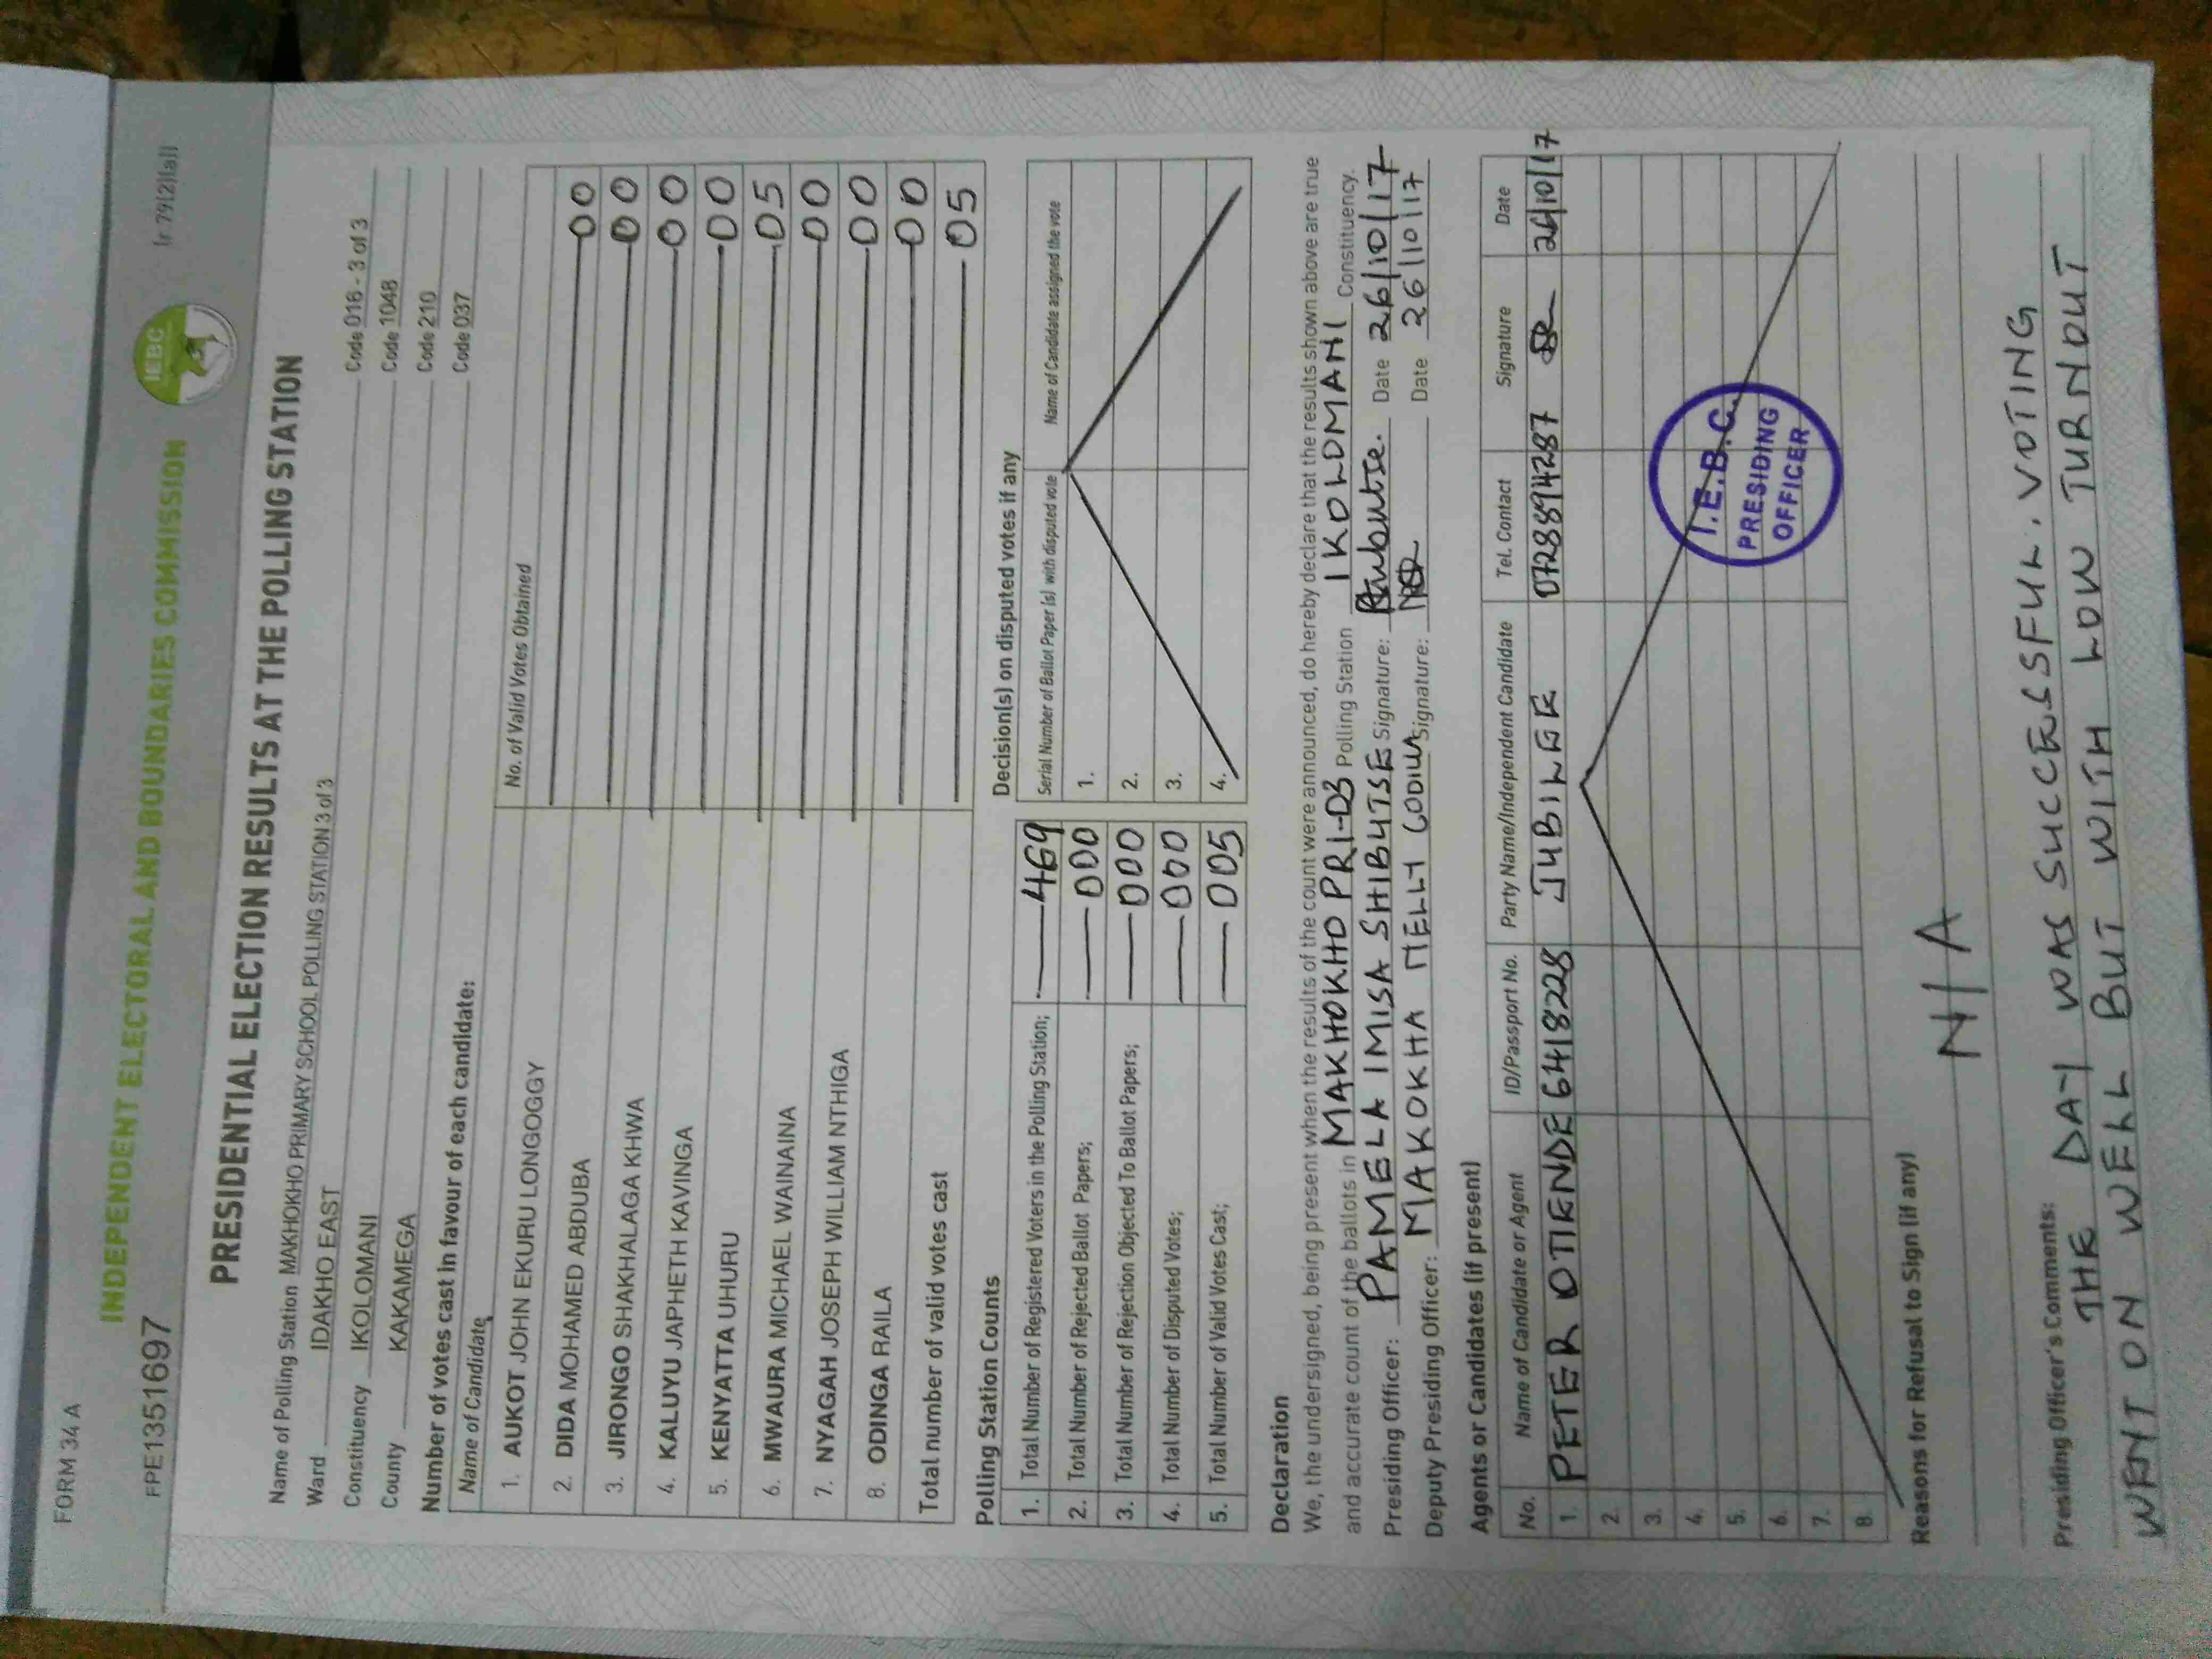 FORM 34 A
INDEPENDENT ELECTORAL AND BOUNDARIES COMMISSION
IEBC
(r 79(2)(a))
FPE1351697
PRESIDENTIAL ELECTION RESULTS AT THE POLLING STATION
Name of Polling Station MAKHOKHO PRIMARY SCHOOL POLLING STATION 3 of 3 Code 018 - 3 of 3
Ward IDAKHO EAST Code 1048
Constituency IKOLOMANI Code 210
County KAKAMEGA Code 037
Number of votes cast in favour of each candidate:
Name of Candidate No. of Valid Votes Obtained
1. AUKOT JOHN EKURU LONGOGGY 00
2. DIDA MOHAMED ABDUBA 00
3. JIRONGO SHAKHALAGA KHWA 00
4. KALUYU JAPHETH KAVINGA 00
5. KENYATTA UHURU 05
6. MWAURA MICHAEL WAINAINA 00
7. NYAGAH JOSEPH WILLIAM NTHIGA 00
8. ODINGA RAILA 00
Total number of valid votes cast 05
Polling Station Counts
1. Total Number of Registered Voters in the Polling Station; 469
2. Total Number of Rejected Ballot Papers; 000
3. Total Number of Rejection Objected To Ballot Papers; 000
4. Total Number of Disputed Votes; 000
5. Total Number of Valid Votes Cast; 005
Decision(s) on disputed votes if any
Serial Number of Ballot Paper (s) with disputed vote Name of Candidate assigned the vote
1.
2.
3.
4.
Declaration
We, the undersigned, being present when the results of the count were announced, do hereby declare that the results shown above are true
and accurate count of the ballots in MAKHOKHO PRI-03 Polling Station IKOLOMANI Constituency.
Presiding Officer: PAMELA IMISA SHIBUTSE Signature: Date 26/10/17
Deputy Presiding Officer: MAKOKHA NELLY GODIUS Signature: Date 26/10/17
Agents or Candidates (if present)
No. Name of Candidate or Agent ID/Passport No. Party Name/Independent Candidate Tel. Contact Signature Date
1. PETER OTIENDE 6418228 JUBILEE 0728894287 26/10/17
2.
3.
4.
5.
6.
7.
8.
I.E.B.C.
PRESIDING
OFFICER
Reasons for Refusal to Sign (if any)
N/A
Presiding Officer's Comments:
THE DAY WAS SUCCESSFUL. VOTING
WENT ON WELL BUT WITH LOW TURNOUT